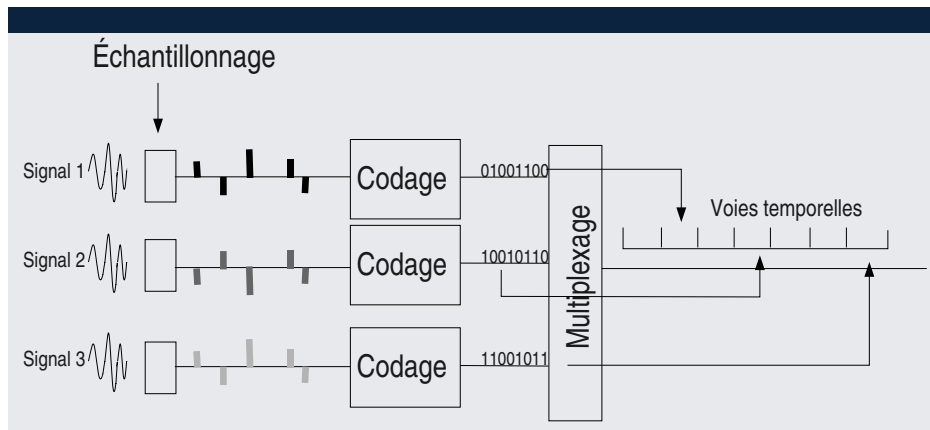 Échantillonnage
Signal 1
Codage
01001100
Voies temporelles
Signal 2
Codage
10010110
Multiplexage
Signal 3
Codage
11001011